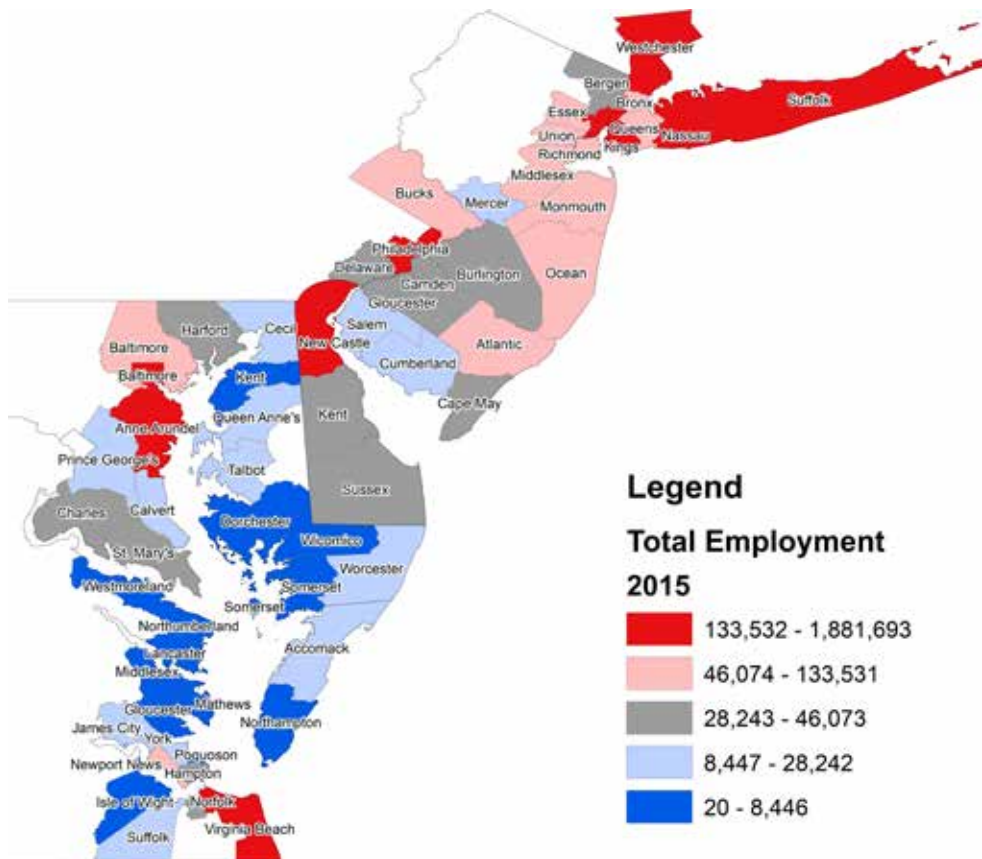 Westchester
Bergen
Suffolk
Bronx
Essex
Queens
Nassau
Union
Kings
Richmond
Middlesex
Bucks
Mercer
Monmouth
Philadelphia
Delaware
Burlington
Ocean
Camden
Gloucester
Salem
Harford
Cecil
New Castle
Atlantic
Baltimore
Cumberland
Baltimore
Kent
Cape May
Queen Anne's
Kent
Anne Arundel
Prince George's
Talbot
Sussex
Charles
Calvert
Dorchester
Wicomico
St. Mary's
Worcester
Westmoreland
Somerset
Somerset
Northumberland
Accomack
Lancaster
Middlesex
Mathews
Gloucester
Northampton
James City
York
Poquoson
Newport News
Hampton
Isle of Wight
Norfolk
Virginia Beach
Suffolk
Legend
Total Employment
2015
133,532 - 1,881,693
46,074 - 133,531
28,243 - 46,073
8,447 - 28,242
20 - 8,446